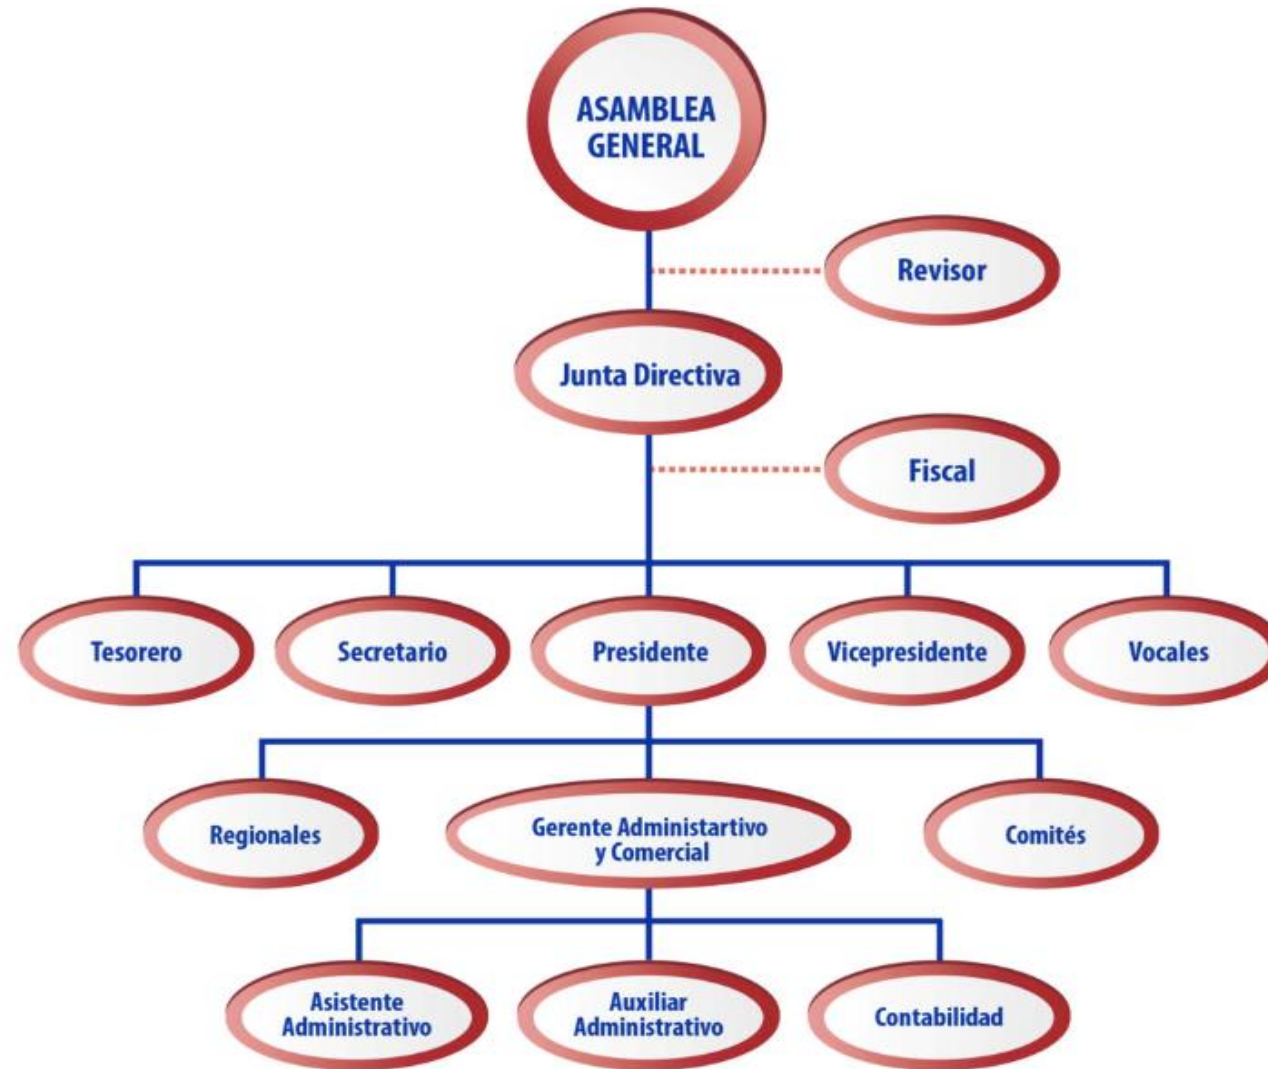 ASAMBLEA
GENERAL
Revisor
Junta Directiva
Fiscal
Tesorero
Secretario
Presidente
Vicepresidente
Vocales
Regionales
Gerente Administartivo
y Comercial
Comités
Asistente
Administrativo
Auxiliar
Administrativo
Contabilidad